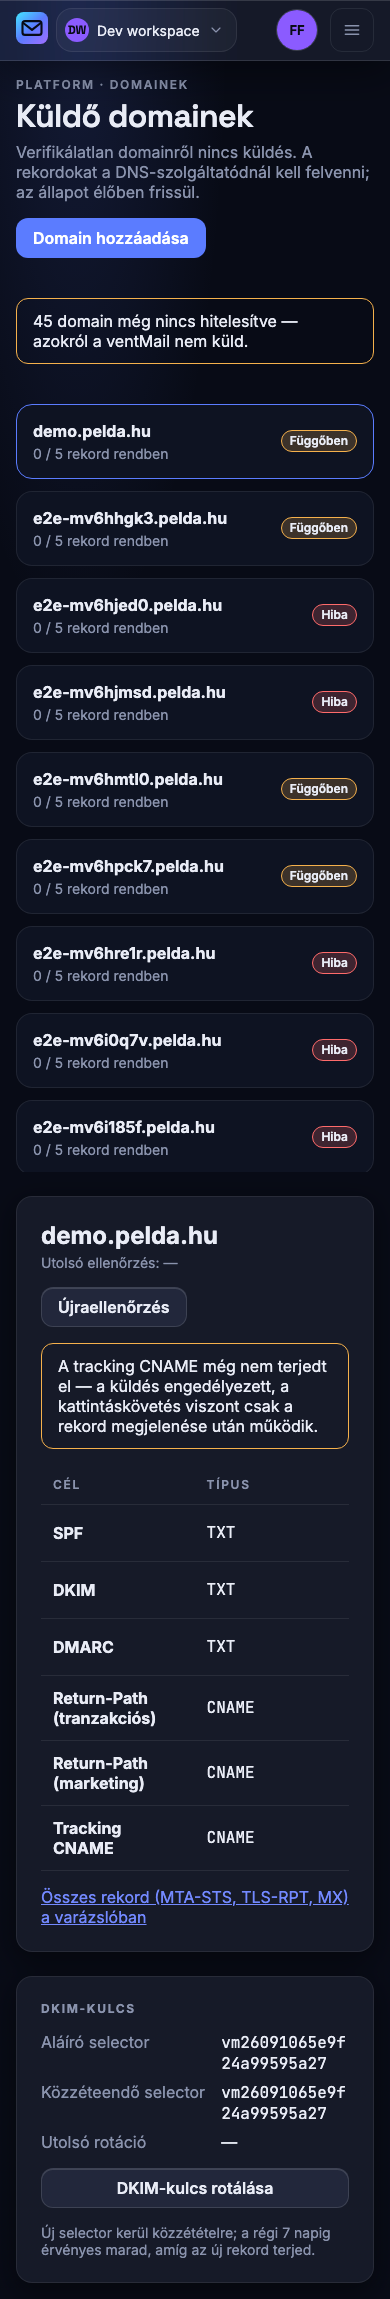 DW Dev workspace
FF
PLATFORM · DOMAINEK
Küldő domainek
Verifikálatlan domainről nincs küldés. A
rekordokat a DNS-szolgáltatódnál kell felvenni;
az állapot élőben frissül.
Domain hozzáadása
45 domain még nincs hitelesítve —
azokról a ventMail nem küld.
demo.pelda.hu
0 / 5 rekord rendben
Függőben
e2e-mv6hhgk3.pelda.hu
0 / 5 rekord rendben
Függőben
e2e-mv6hjed0.pelda.hu
0 / 5 rekord rendben
Hiba
e2e-mv6hjmsd.pelda.hu
0 / 5 rekord rendben
Hiba
e2e-mv6hmtl0.pelda.hu
0 / 5 rekord rendben
Függőben
e2e-mv6hpck7.pelda.hu
0 / 5 rekord rendben
Függőben
e2e-mv6hre1r.pelda.hu
0 / 5 rekord rendben
Hiba
e2e-mv6i0q7v.pelda.hu
0 / 5 rekord rendben
Hiba
e2e-mv6i185f.pelda.hu
0 / 5 rekord rendben
Hiba
demo.pelda.hu
Utolsó ellenőrzés: —
Újraellenőrzés
A tracking CNAME még nem terjedt
el — a küldés engedélyezett, a
kattintáskövetés viszont csak a
rekord megjelenése után működik.
CÉL TÍPUS
SPF TXT
DKIM TXT
DMARC TXT
Return-Path
(tranzakciós)
CNAME
Return-Path
(marketing)
CNAME
Tracking
CNAME
CNAME
Összes rekord (MTA-STS, TLS-RPT, MX)
a varázslóban
DKIM-KULCS
Aláíró selector vm26091065e9f
24a99595a27
Közzéteendő selector vm26091065e9f
24a99595a27
Utolsó rotáció —
DKIM-kulcs rotálása
Új selector kerül közzétételre; a régi 7 napig
érvényes marad, amíg az új rekord terjed.